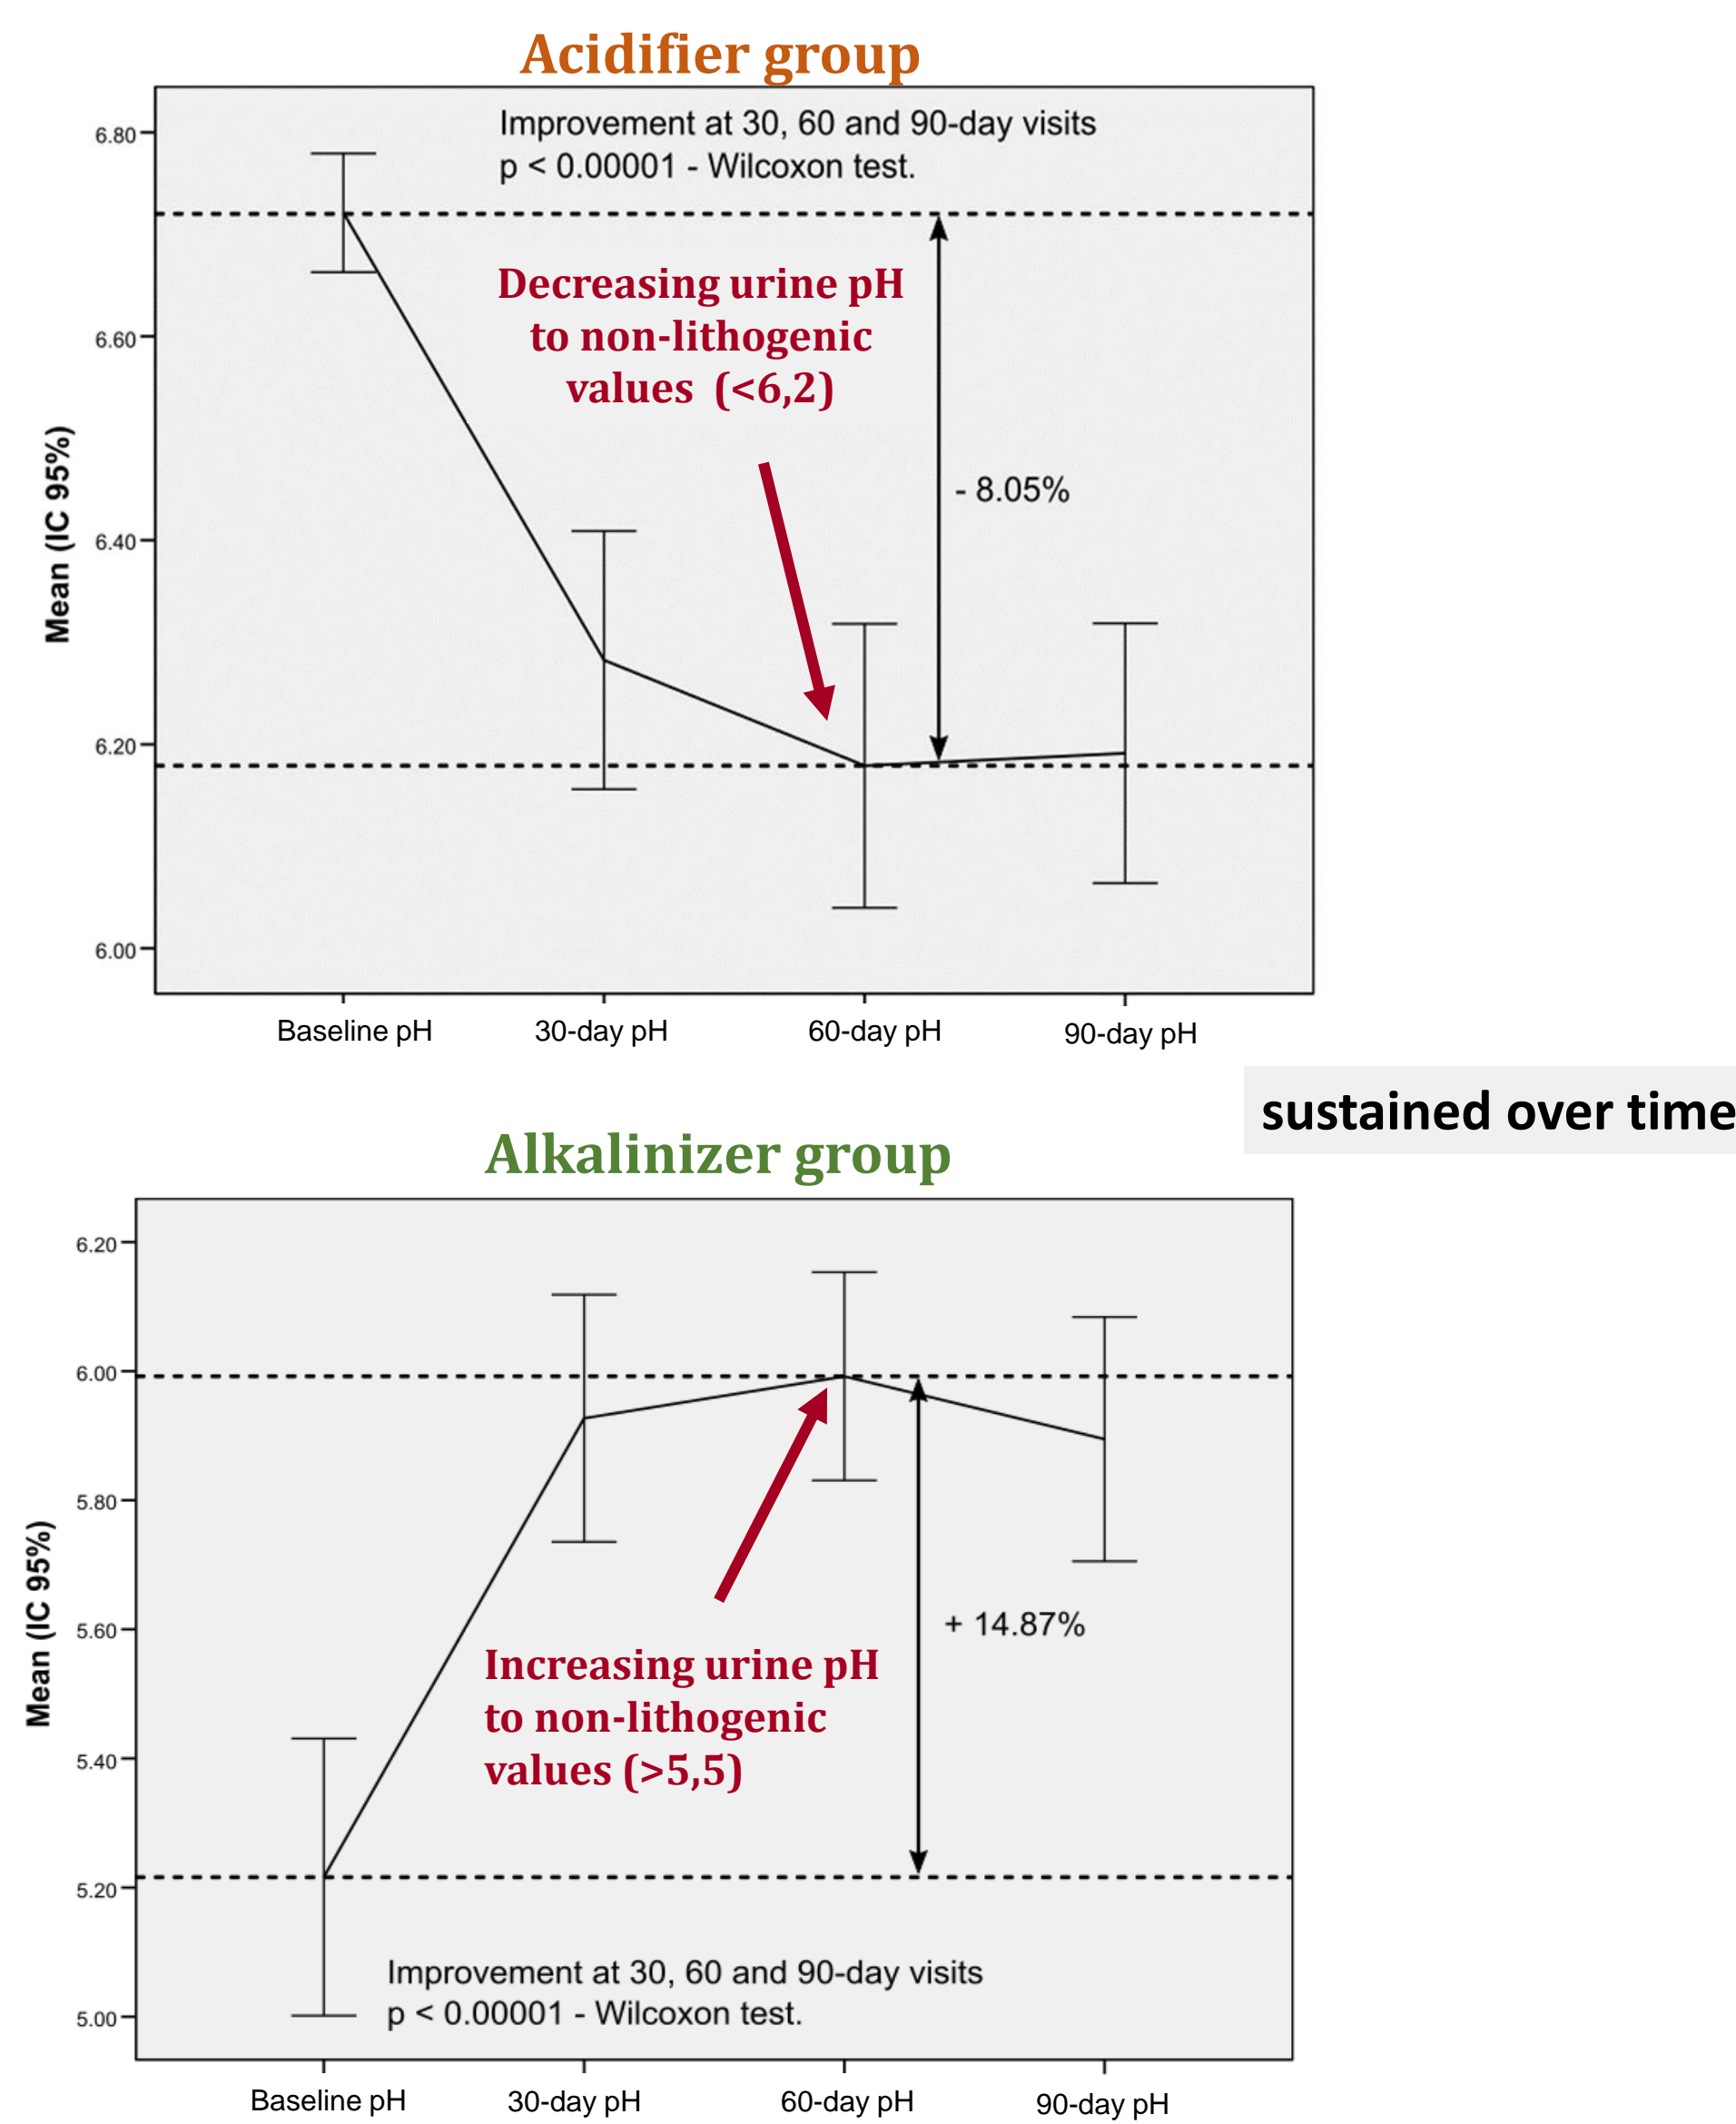 Acidifier group
Improvement at 30, 60 and 90-day visits
p < 0.00001 - Wilcoxon test.
Decreasing urine pH
to non-lithogenic
values (<6,2)
- 8.05%
Mean (IC 95%)
6.80
6.60
6.40
6.20
6.00
Baseline pH
30-day pH
60-day pH
90-day pH
sustained over time
Alkalinizer group
Mean (IC 95%)
6.20
6.00
5.80
5.60
5.40
5.20
5.00
+ 14.87%
Increasing urine pH
to non-lithogenic
values (>5,5)
Improvement at 30, 60 and 90-day visits
p < 0.00001 - Wilcoxon test.
Baseline pH
30-day pH
60-day pH
90-day pH